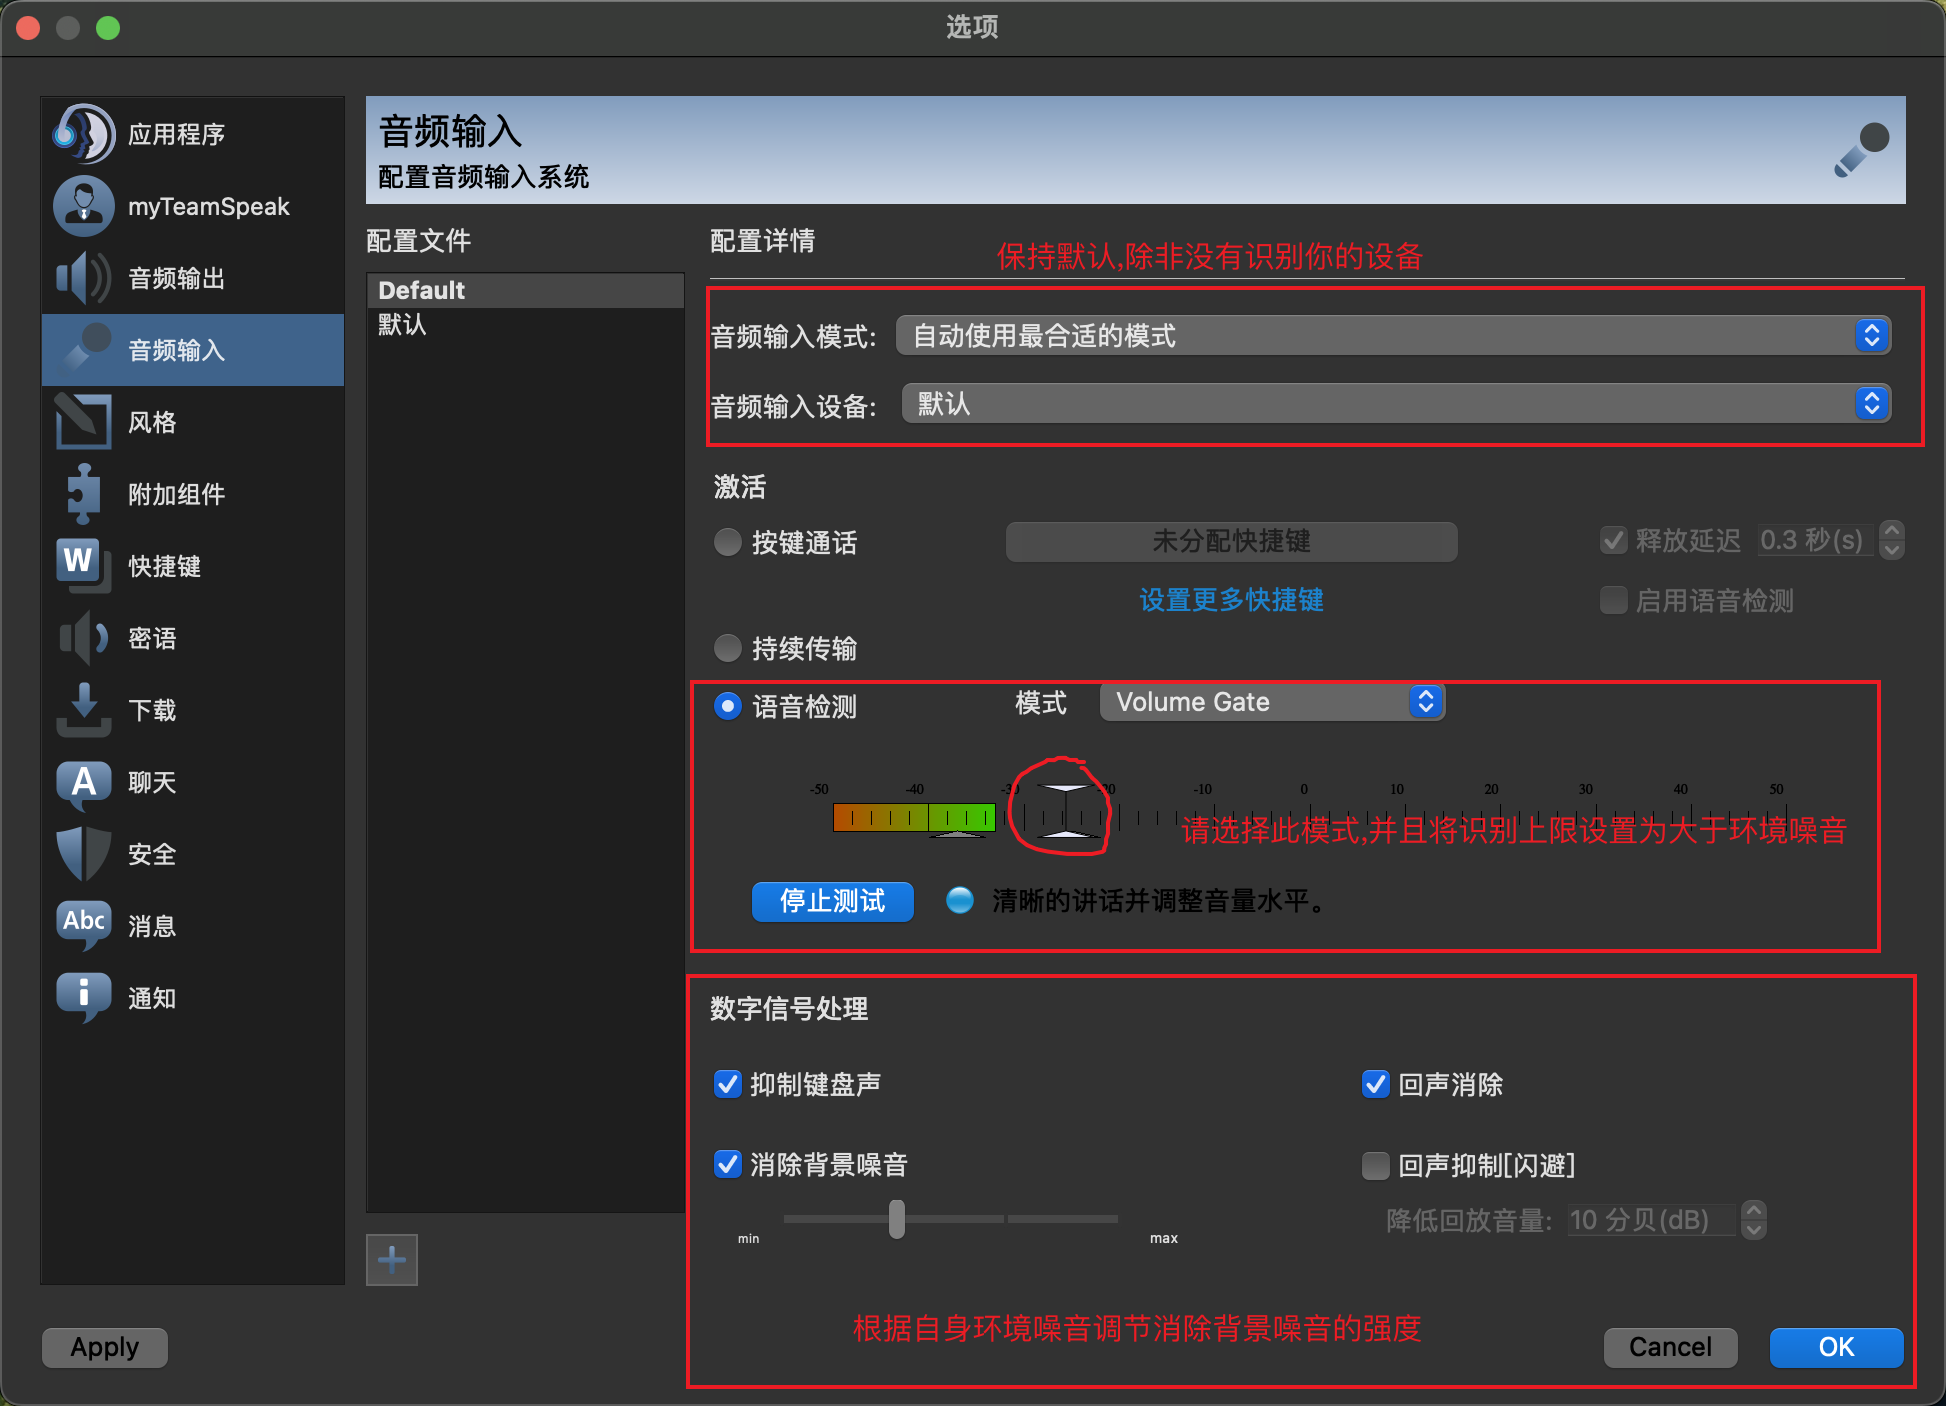 选项
应用程序
myTeamSpeak
音频输出
音频输入
风格
附加组件
W
快捷键
密语
下载
A
聊天
安全
Abc
消息
i
通知
Apply
音频输入
配置音频输入系统
配置文件
Default
默认
配置详情
保持默认,除非没有识别你的设备
音频输入模式: 自动使用最合适的模式
音频输入设备: 默认
激活
按键通话 未分配快捷键 释放延迟 0.3 秒(s)
设置更多快捷键 启用语音检测
持续传输
语音检测 模式 Volume Gate
-50 -40 -30 -20 -10 0 10 20 30 40 50
请选择此模式,并且将识别上限设置为大于环境噪音
停止测试 清晰的讲话并调整音量水平。
数字信号处理
抑制键盘声 回声消除
消除背景噪音 回声抑制[闪避]
min max 降低回放音量: 10 分贝(dB)
根据自身环境噪音调节消除背景噪音的强度
Cancel OK